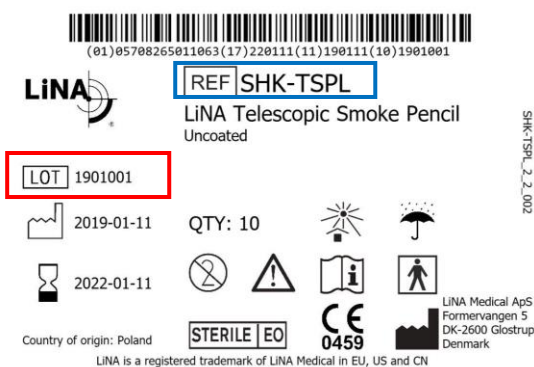 (01)05708265011063(17)220111(11)190111(10)1901001
LiNA
REF SHK-TSPL
LiNA Telescopic Smoke Pencil
Uncoated
SHK-TSPL_2_2_002
LOT 1901001
2019-01-11
QTY: 10
2022-01-11
2
i
Country of origin: Poland
STERILE EO
CE
0459
LiNA Medical ApS
Formervangen 5
DK-2600 Glostrup
Denmark
LiNA is a registered trademark of LiNA Medical in EU, US and CN